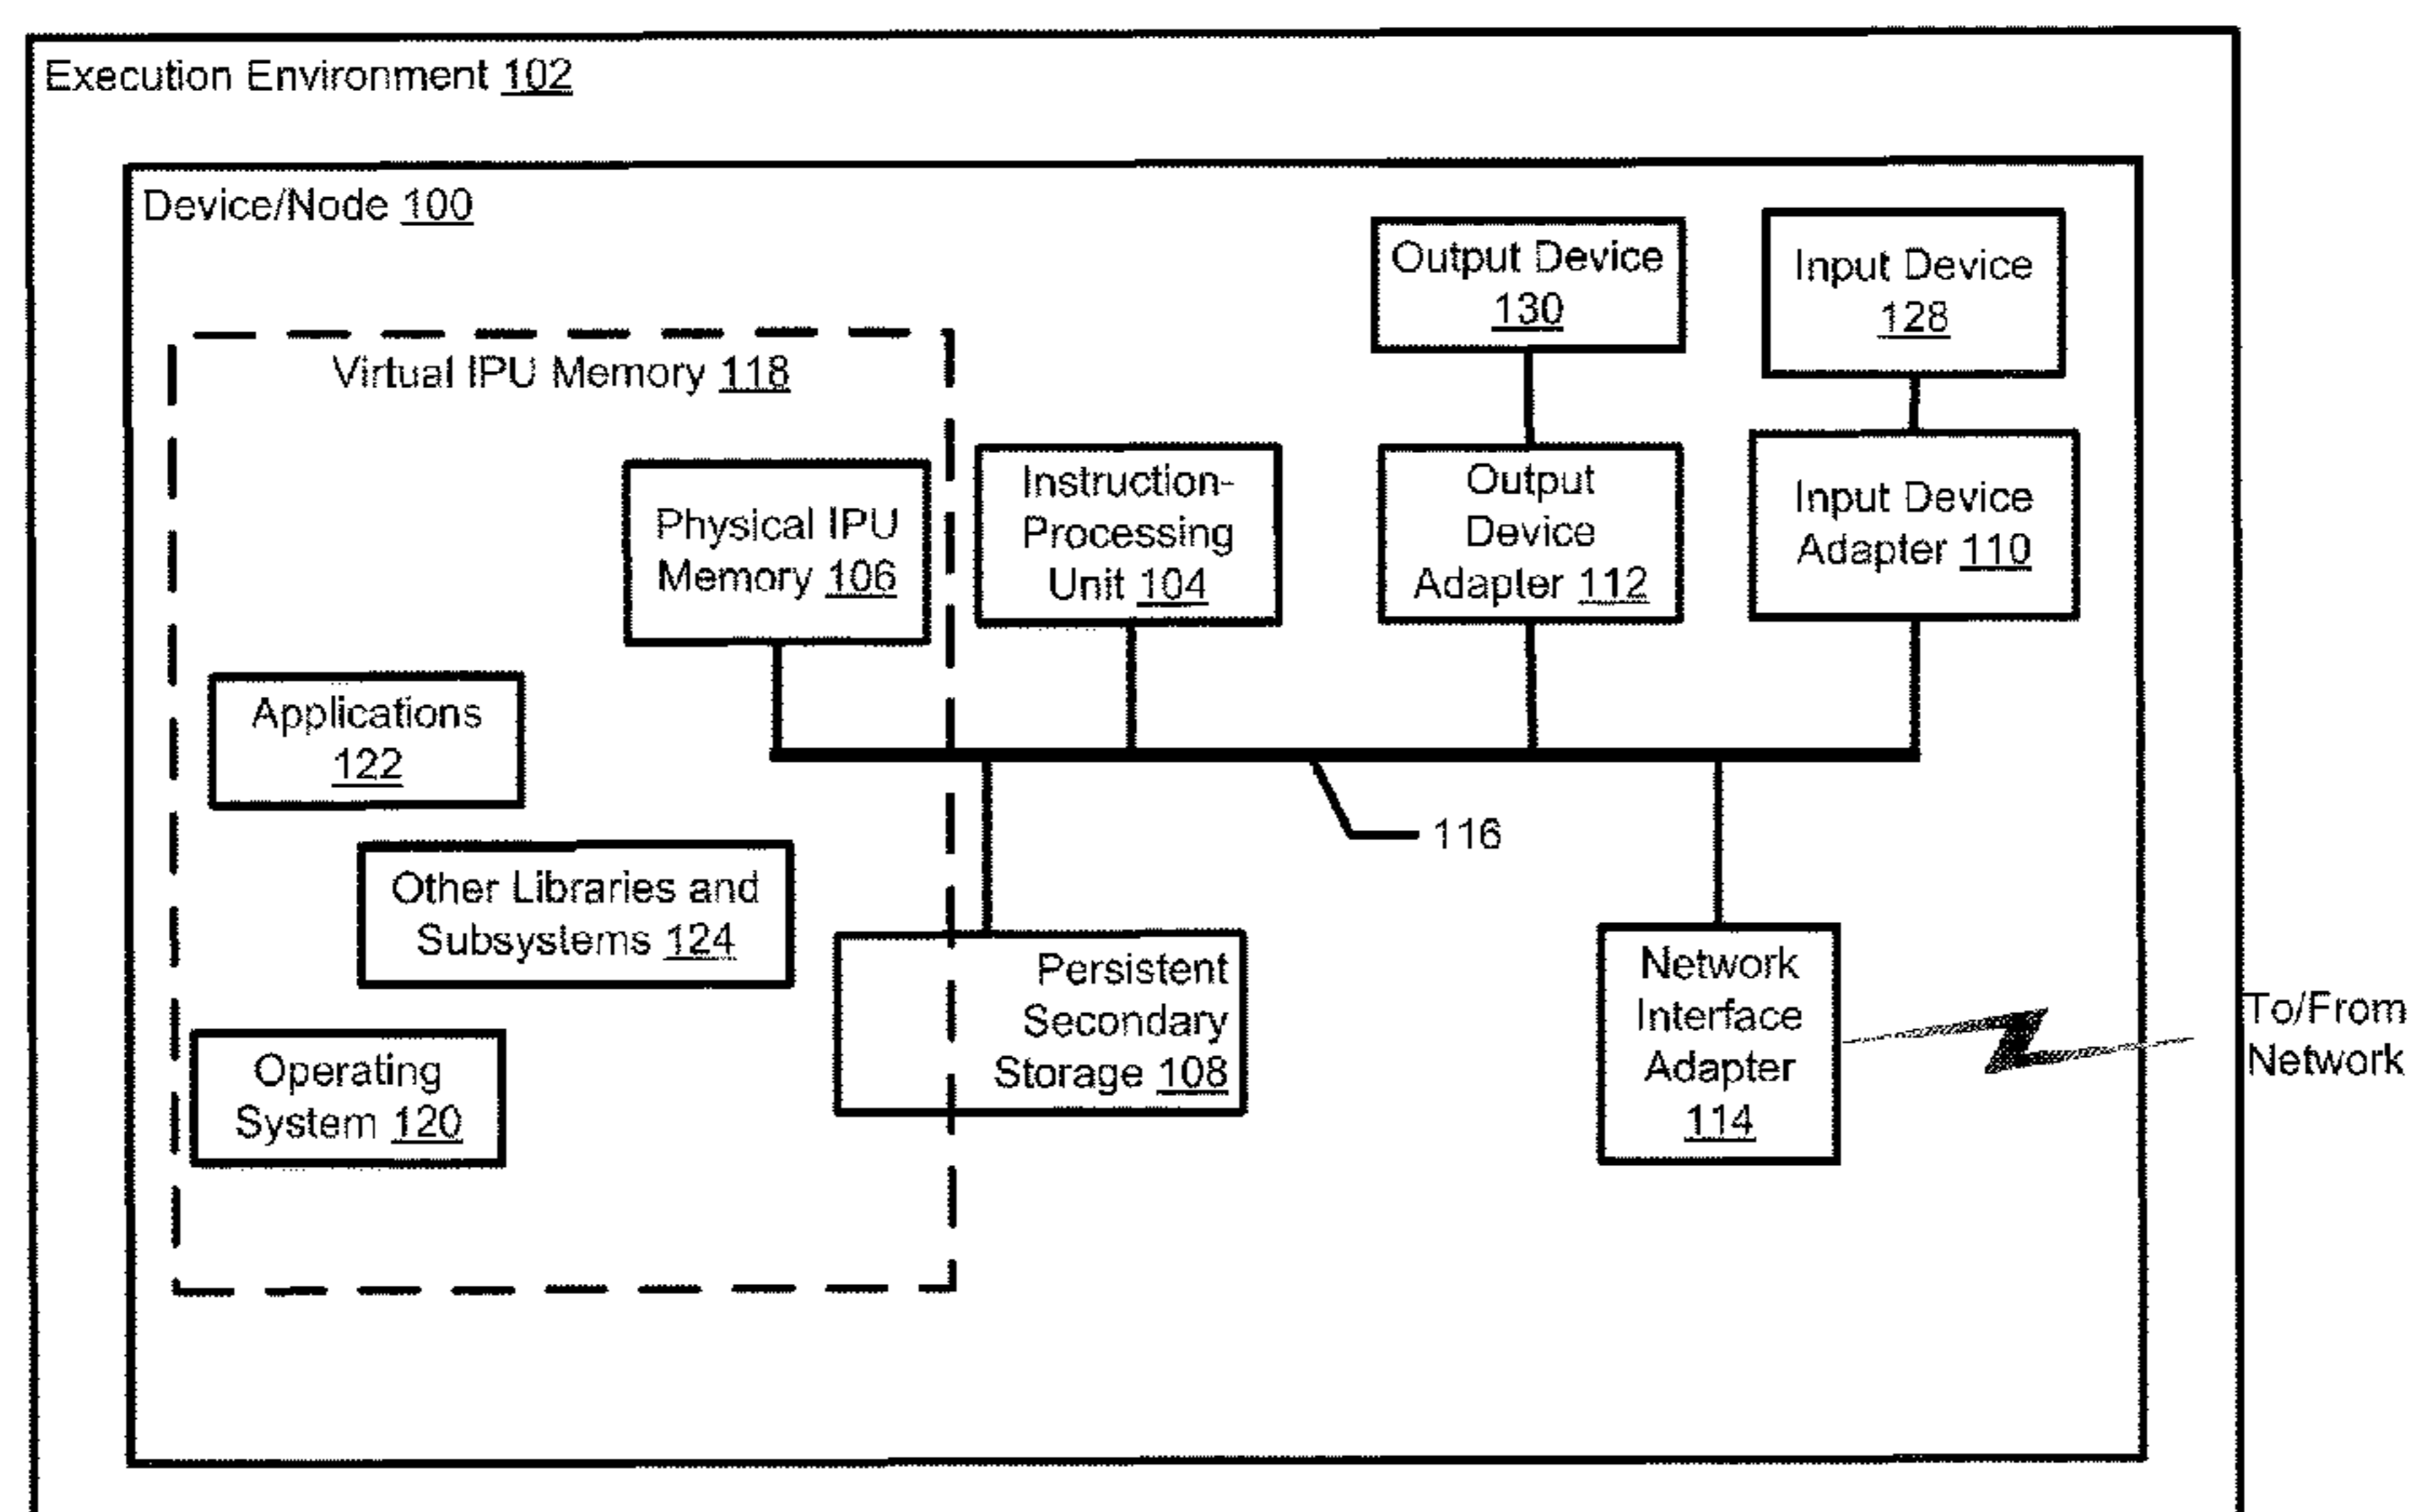 Execution Environment 102
Device/Node 100
Output Device
130
Input Device
128
Virtual IPU Memory 118
Physical IPU
Memory 106
Instruction-
Processing
Unit 104
Output
Device
Adapter 112
Input Device
Adapter 110
Applications
122
116
Other Libraries and
Subsystems 124
Persistent
Secondary
Storage 108
Network
Interface
Adapter
114
To/From
Network
Operating
System 120